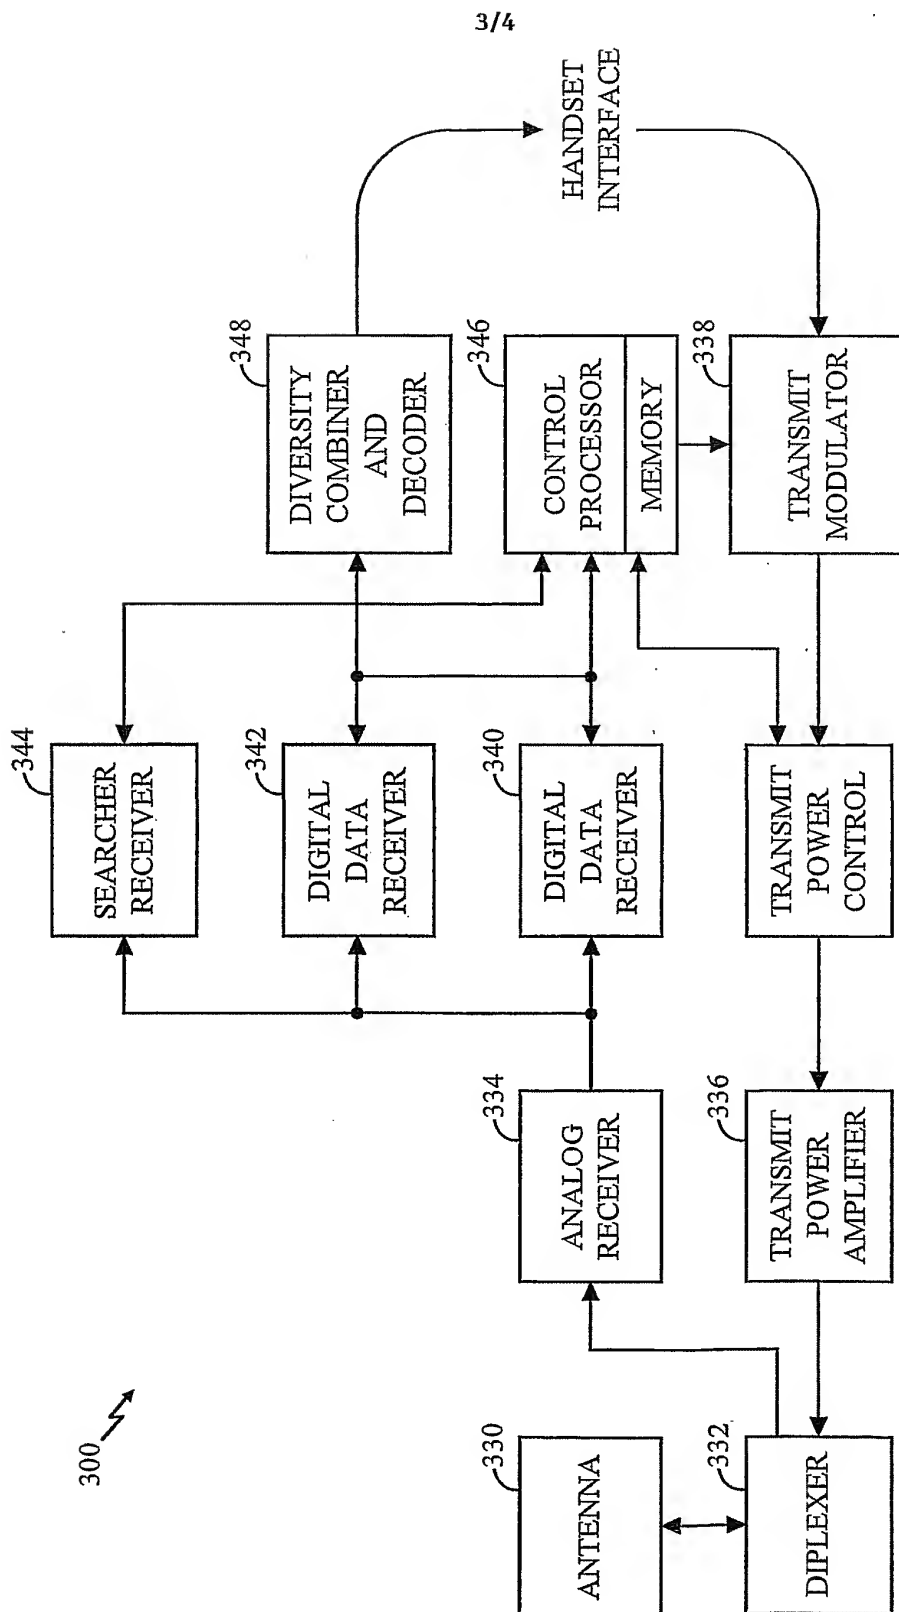 3/4
300
344
SEARCHER
RECEIVER
342
DIGITAL
DATA
RECEIVER
340
DIGITAL
DATA
RECEIVER
348
DIVERSITY
COMBINER
AND
DECODER
346
CONTROL
PROCESSOR
MEMORY
338
TRANSMIT
MODULATOR
HANDSET
INTERFACE
334
ANALOG
RECEIVER
336
TRANSMIT
POWER
AMPLIFIER
TRANSMIT
POWER
CONTROL
330
ANTENNA
332
DIPLEXER